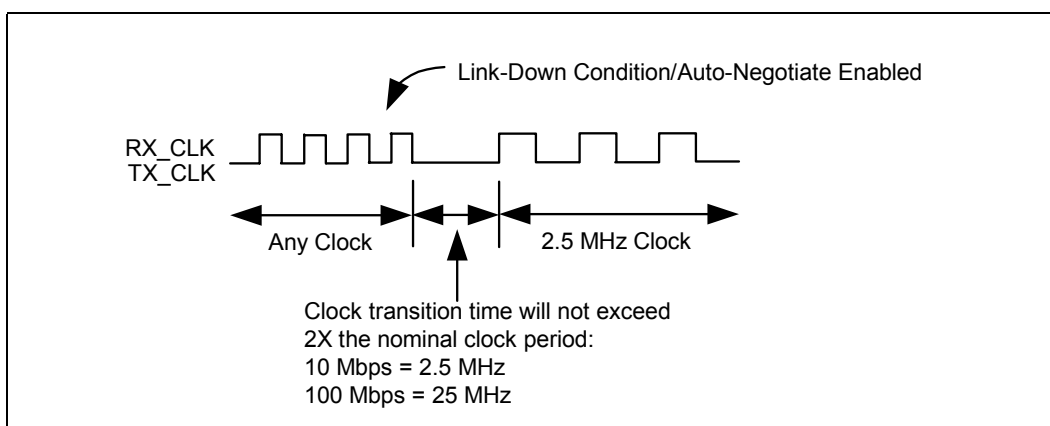 Link-Down Condition/Auto-Negotiate Enabled
RX_CLK
TX_CLK
Any Clock
2.5 MHz Clock
Clock transition time will not exceed
2X the nominal clock period:
10 Mbps = 2.5 MHz
100 Mbps = 25 MHz